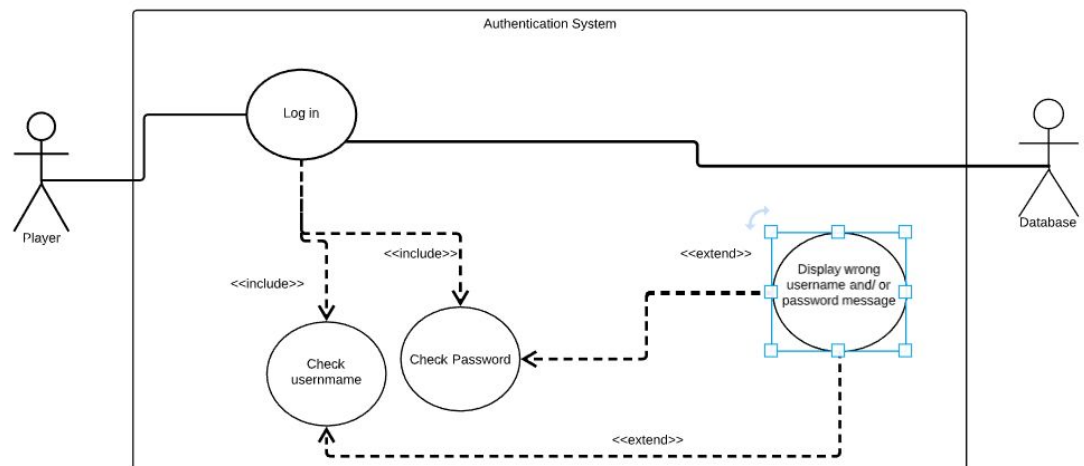 Authentication System
Log in
Player
Database
<<include>>
<<extend>>
<<include>>
Display wrong
username and/ or
password message
Check
usernmame
Check Password
<<extend>>